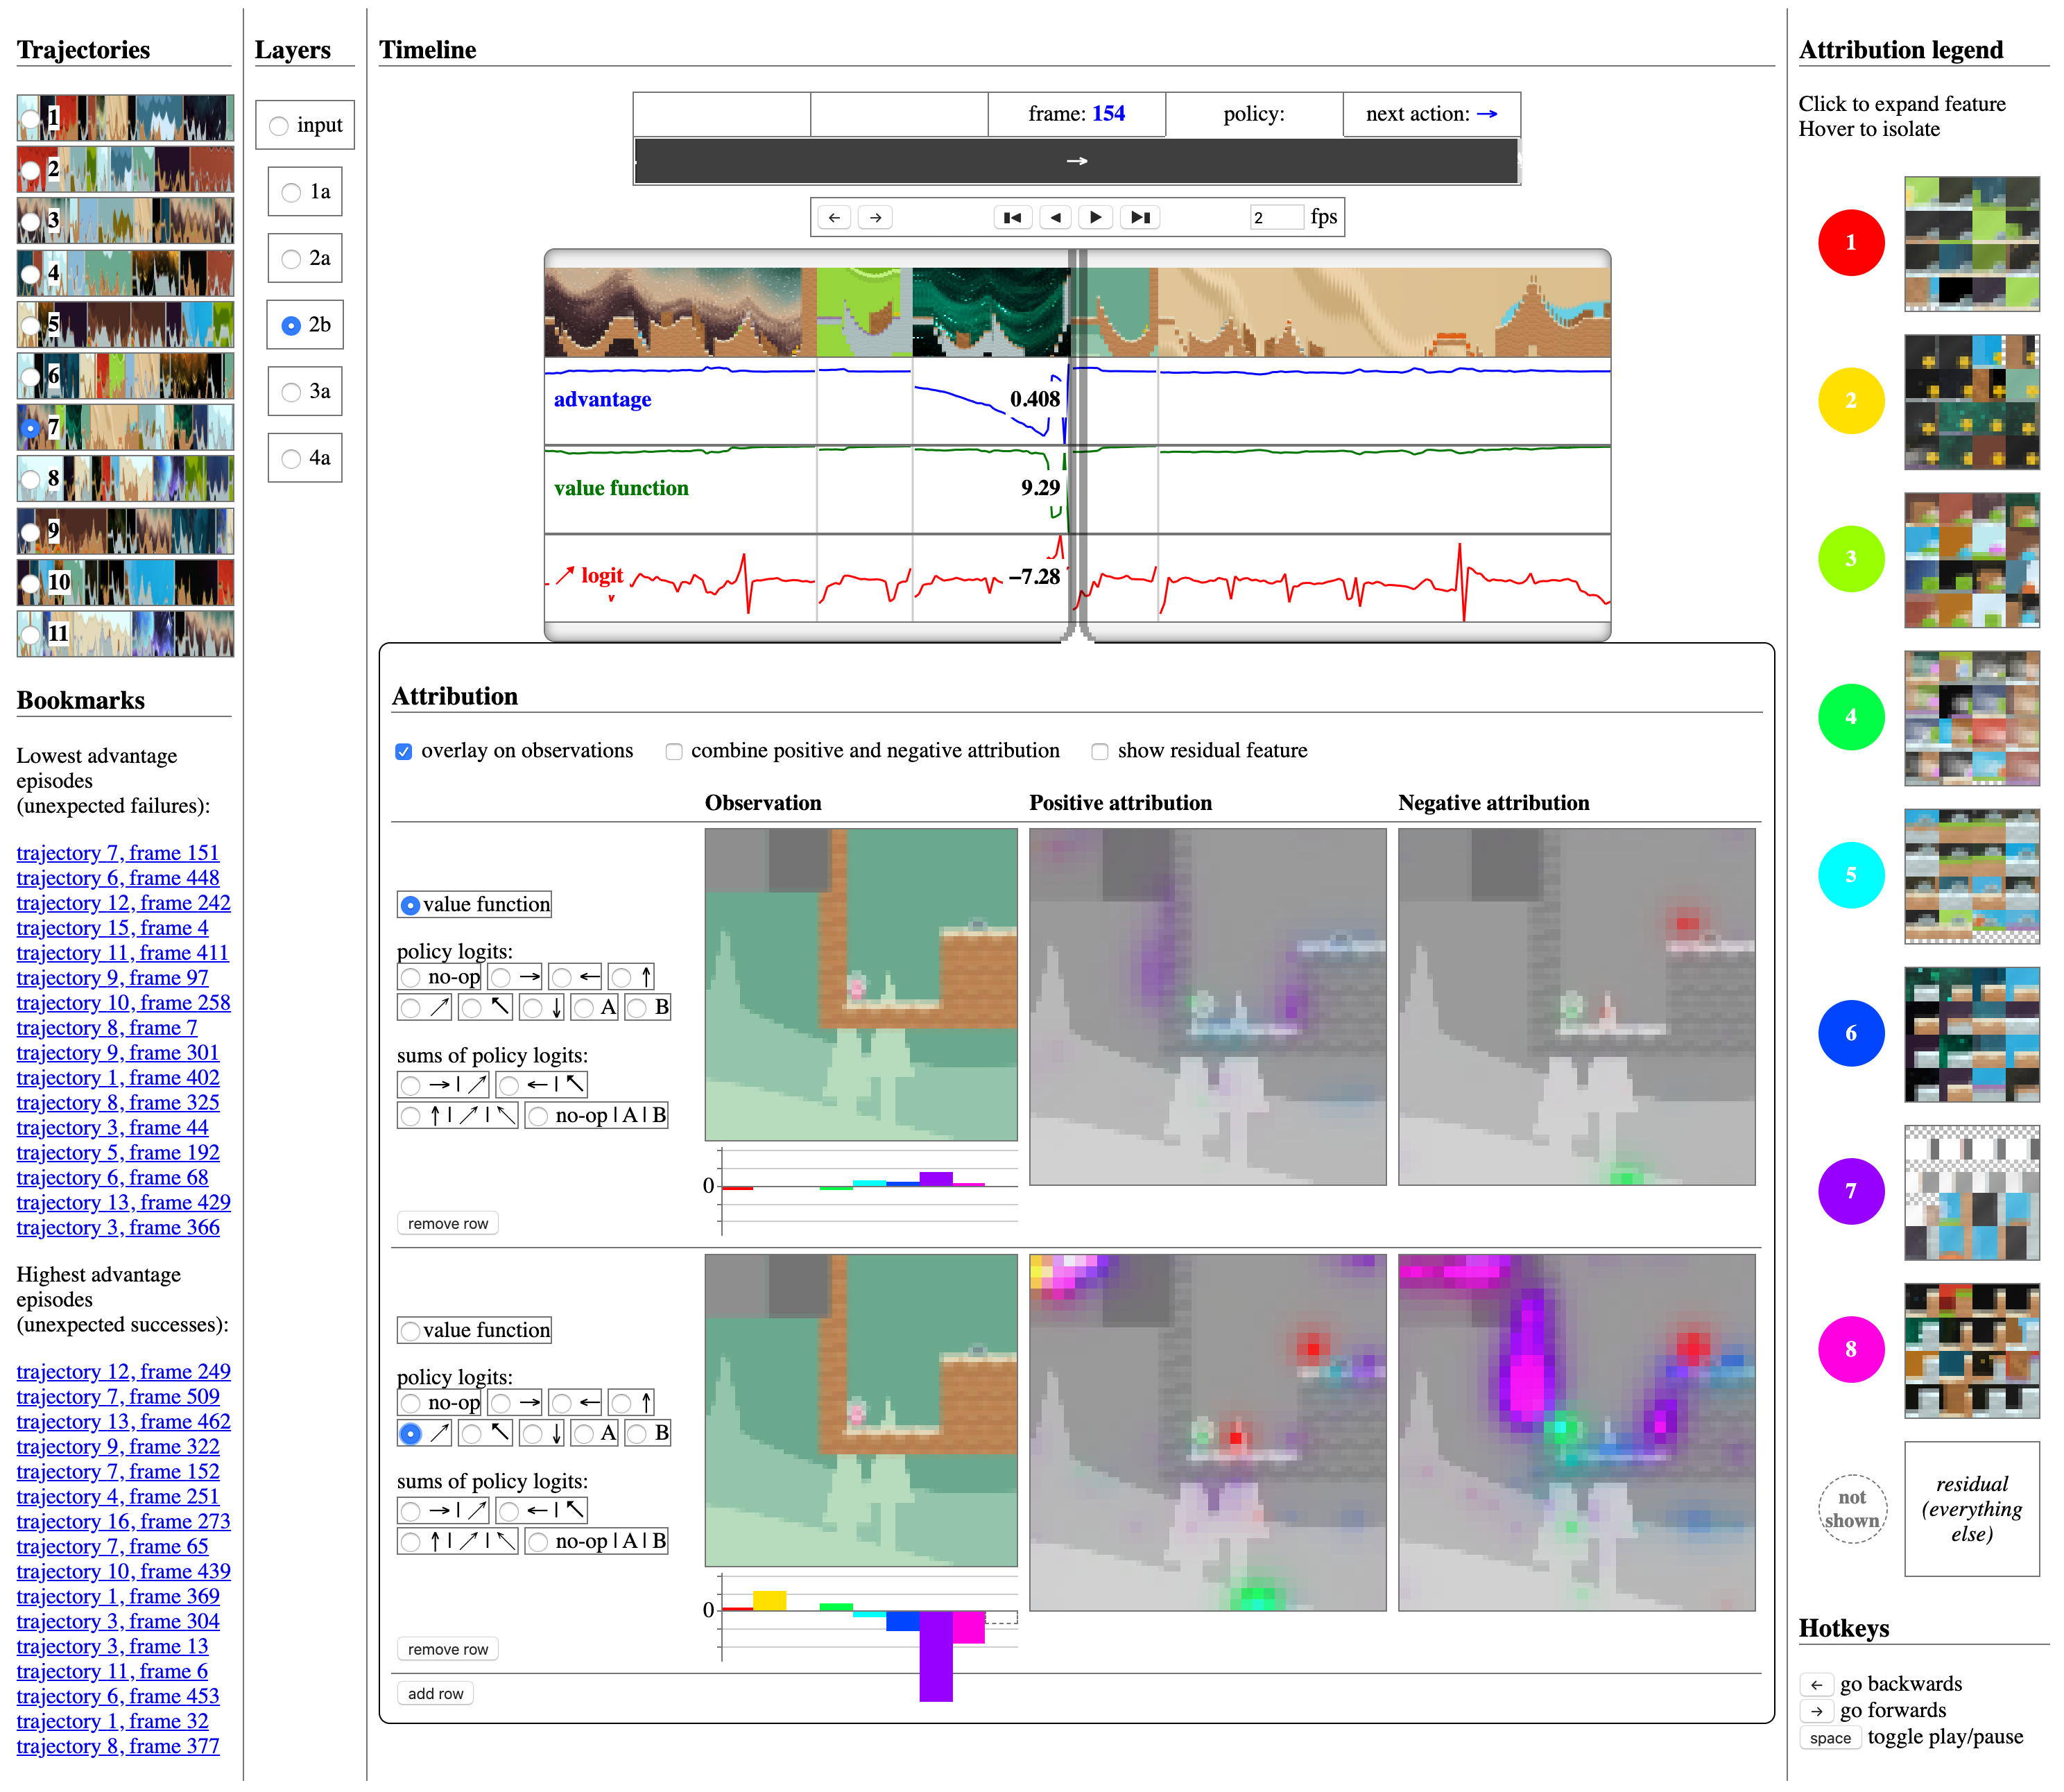 Trajectories
1
2
3
4
5
6
7
8
9
10
11
Bookmarks
Lowest advantage
episodes
(unexpected failures):
trajectory 7, frame 151
trajectory 6, frame 448
trajectory 12, frame 242
trajectory 15, frame 4
trajectory 11, frame 411
trajectory 9, frame 97
trajectory 10, frame 258
trajectory 8, frame 7
trajectory 9, frame 301
trajectory 1, frame 402
trajectory 8, frame 325
trajectory 3, frame 44
trajectory 5, frame 192
trajectory 6, frame 68
trajectory 13, frame 429
trajectory 3, frame 366
Highest advantage
episodes
(unexpected successes):
trajectory 12, frame 249
trajectory 7, frame 509
trajectory 13, frame 462
trajectory 9, frame 322
trajectory 7, frame 152
trajectory 4, frame 251
trajectory 16, frame 273
trajectory 7, frame 65
trajectory 10, frame 439
trajectory 1, frame 369
trajectory 3, frame 304
trajectory 3, frame 13
trajectory 11, frame 6
trajectory 6, frame 453
trajectory 1, frame 32
trajectory 8, frame 377
Layers
input
1a
2a
2b
3a
4a
Timeline
frame: 154 policy: next action: →
→
← → 2 fps
advantage 0.408
value function 9.29
↗ logit −7.28
Attribution
overlay on observations combine positive and negative attribution show residual feature
Observation Positive attribution Negative attribution
value function
policy logits:
no-op → ← ↑
↗ ↖ ↓ A B
sums of policy logits:
→ | ↗ ← | ↖
↑ | ↗ | ↖ no-op | A | B
0
remove row
value function
policy logits:
no-op → ← ↑
↗ ↖ ↓ A B
sums of policy logits:
→ | ↗ ← | ↖
↑ | ↗ | ↖ no-op | A | B
0
remove row
add row
Attribution legend
Click to expand feature
Hover to isolate
1
2
3
4
5
6
7
8
not
shown
residual
(everything
else)
Hotkeys
← go backwards
→ go forwards
space toggle play/pause